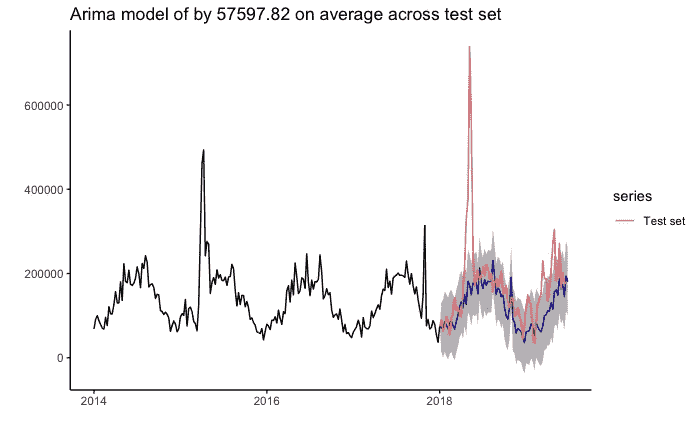 Arima model of by 57597.82 on average across test set
600000
400000
200000
0
2014
2016
2018
series
Test set